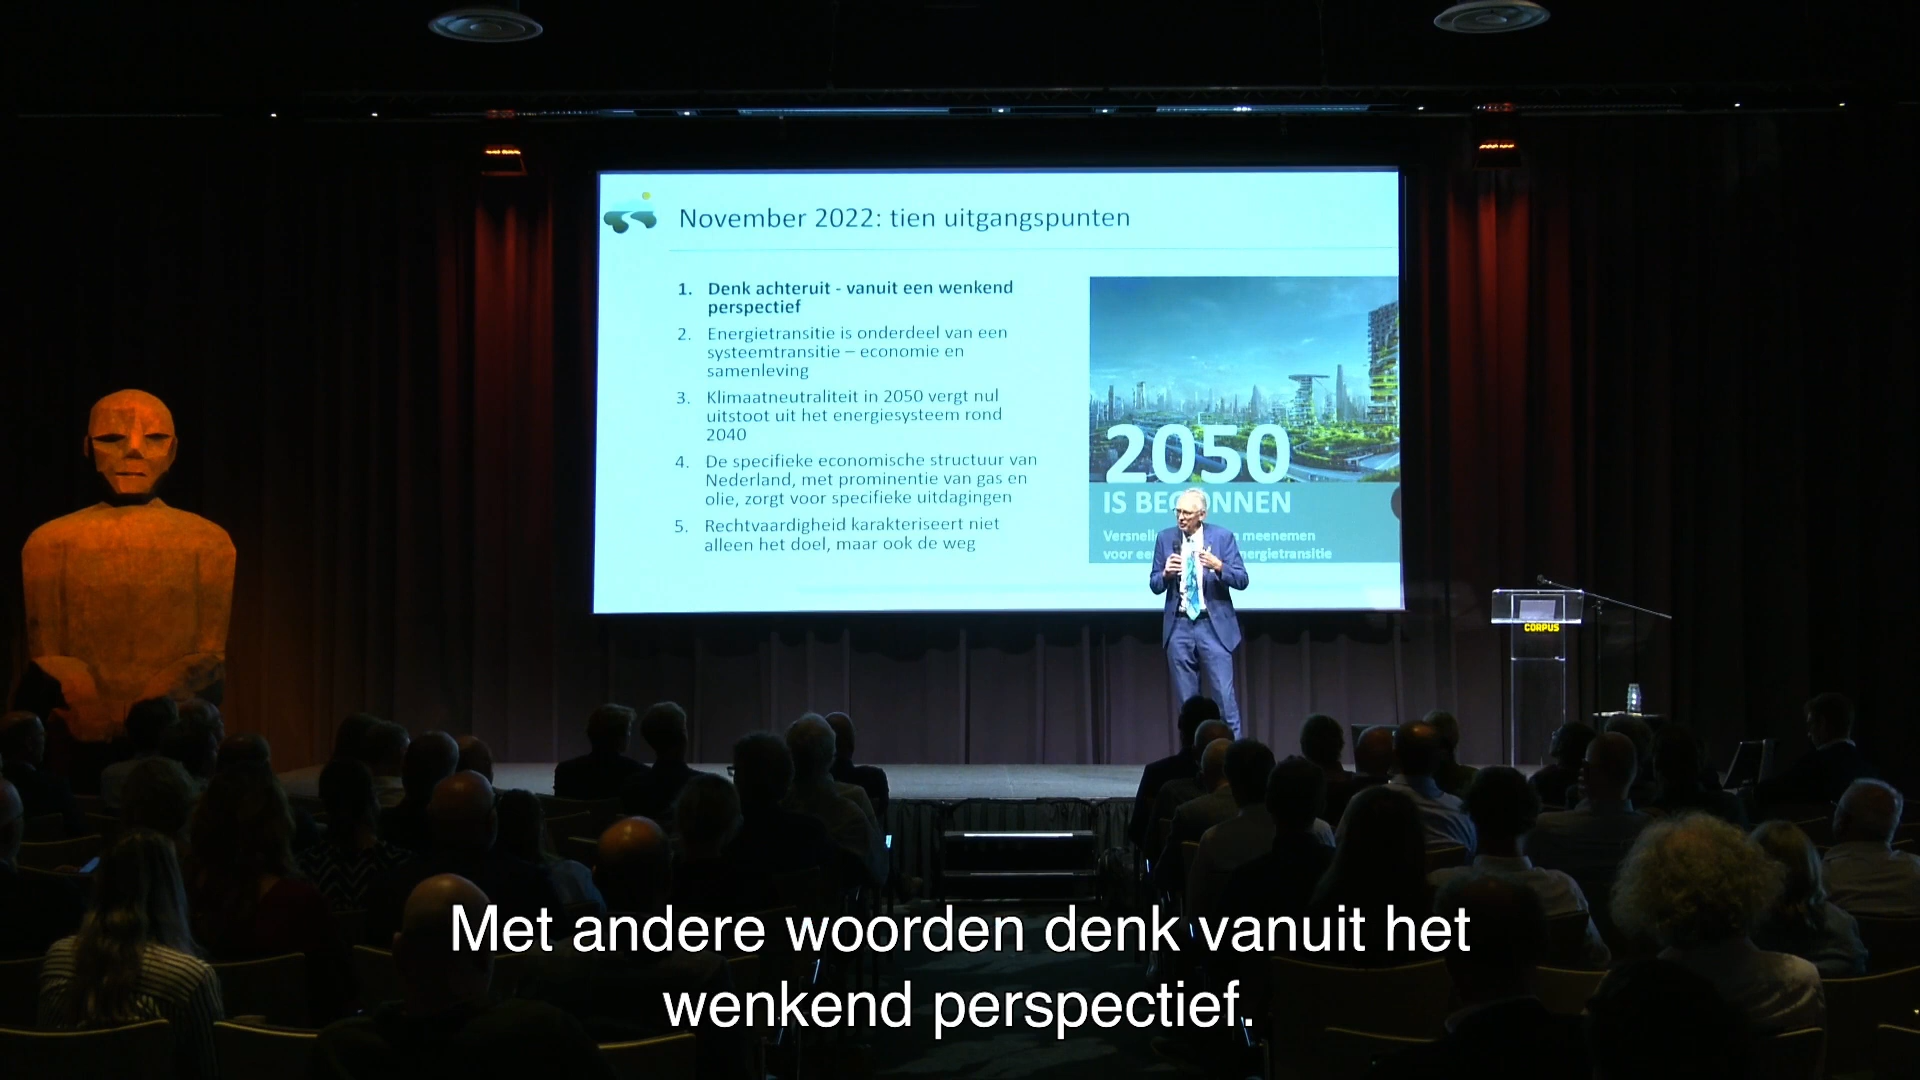 November 2022: tien uitgangspunten
1. Denk achteruit - vanuit een wenkend
perspectief
2. Energietransitie is onderdeel van een
systeemtransitie – economie en
samenleving
3. Klimaatneutraliteit in 2050 vergt nul
uitstoot uit het energiesysteem rond
2040
4. De specifieke economische structuur van
Nederland, met prominentie van gas en
olie, zorgt voor specifieke uitdagingen
5. Rechtvaardigheid karakteriseert niet
alleen het doel, maar ook de weg
2050
IS BEGONNEN
meenemen
voor
CORPUS
Met andere woorden denk vanuit het
wenkend perspectief.